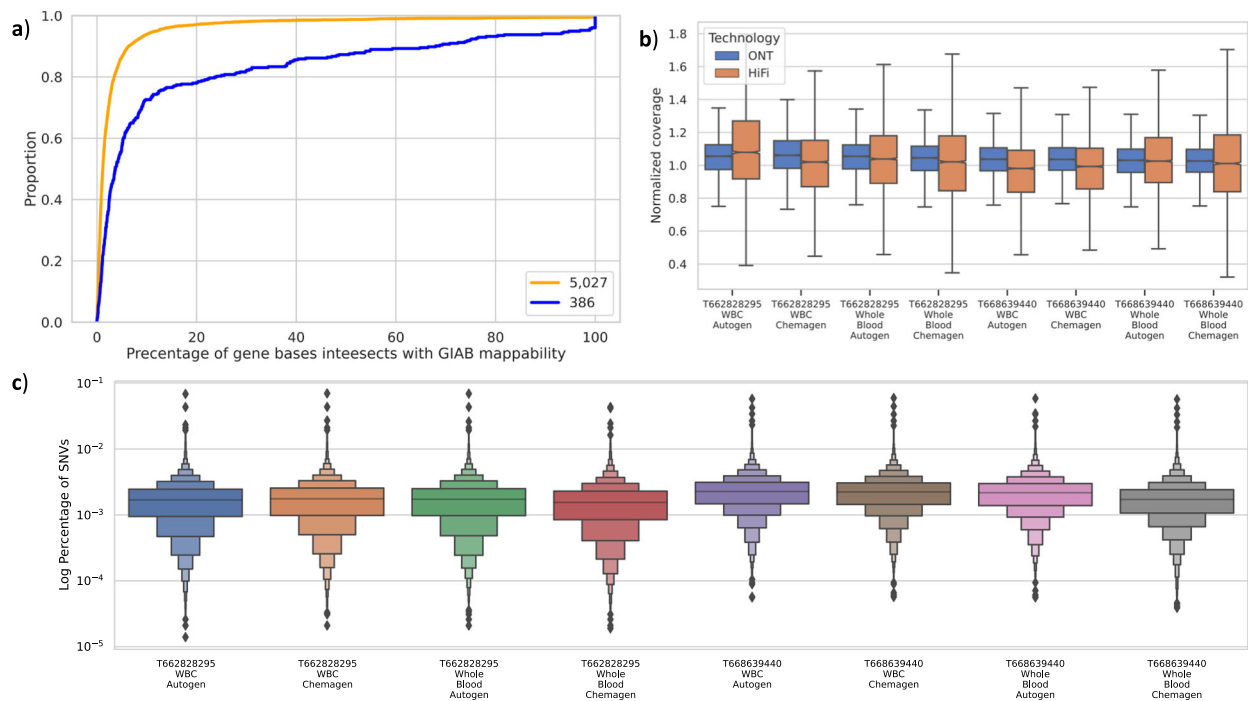 a)
1.0
0.8
0.6
0.4
0.2
0.0
Proportion
0 20 40 60 80 100
Precentage of gene bases inteesects with GIAB mappability
5,027
386
b)
Technology
ONT
HiFi
1.8
1.6
1.4
1.2
1.0
0.8
0.6
0.4
Normalized coverage
T662828295
WBC
Autogen
T662828295
WBC
Chemagen
T662828295
Whole
Blood
Autogen
T662828295
Whole
Blood
Chemagen
T668639440
WBC
Autogen
T668639440
WBC
Chemagen
T668639440
Whole
Blood
Autogen
T668639440
Whole
Blood
Chemagen
c)
10⁻¹
10⁻²
10⁻³
10⁻⁴
10⁻⁵
Log Percentage of SNVs
T662828295
WBC
Autogen
T662828295
WBC
Chemagen
T662828295
Whole
Blood
Autogen
T662828295
Whole
Blood
Chemagen
T668639440
WBC
Autogen
T668639440
WBC
Chemagen
T668639440
Whole
Blood
Autogen
T668639440
Whole
Blood
Chemagen